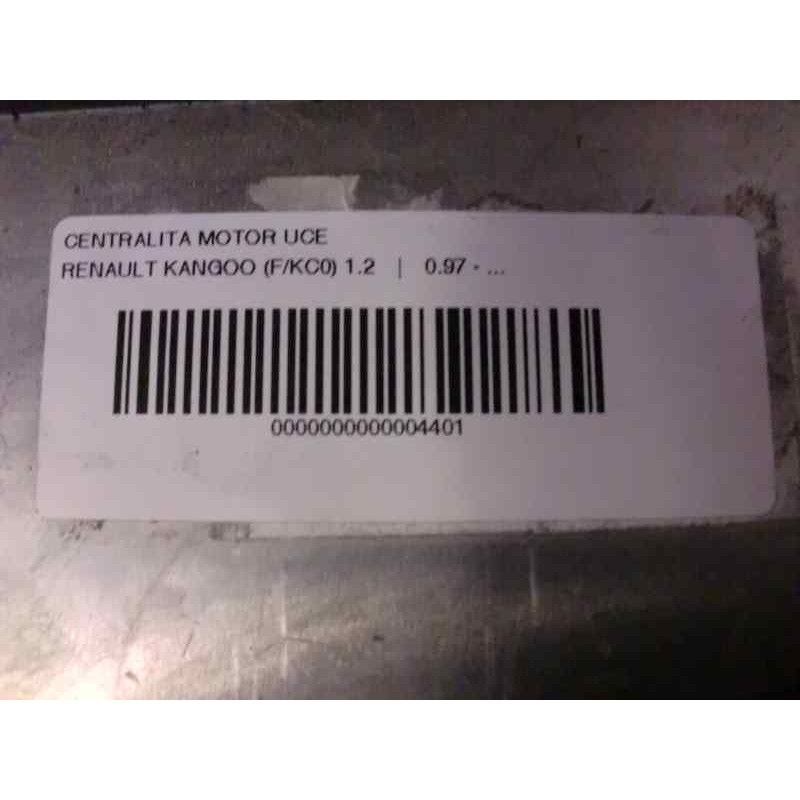 CENTRALITA MOTOR UCE
RENAULT KANGOO (F/KC0) 1.2 | 0.97 - ...
0000000000004401